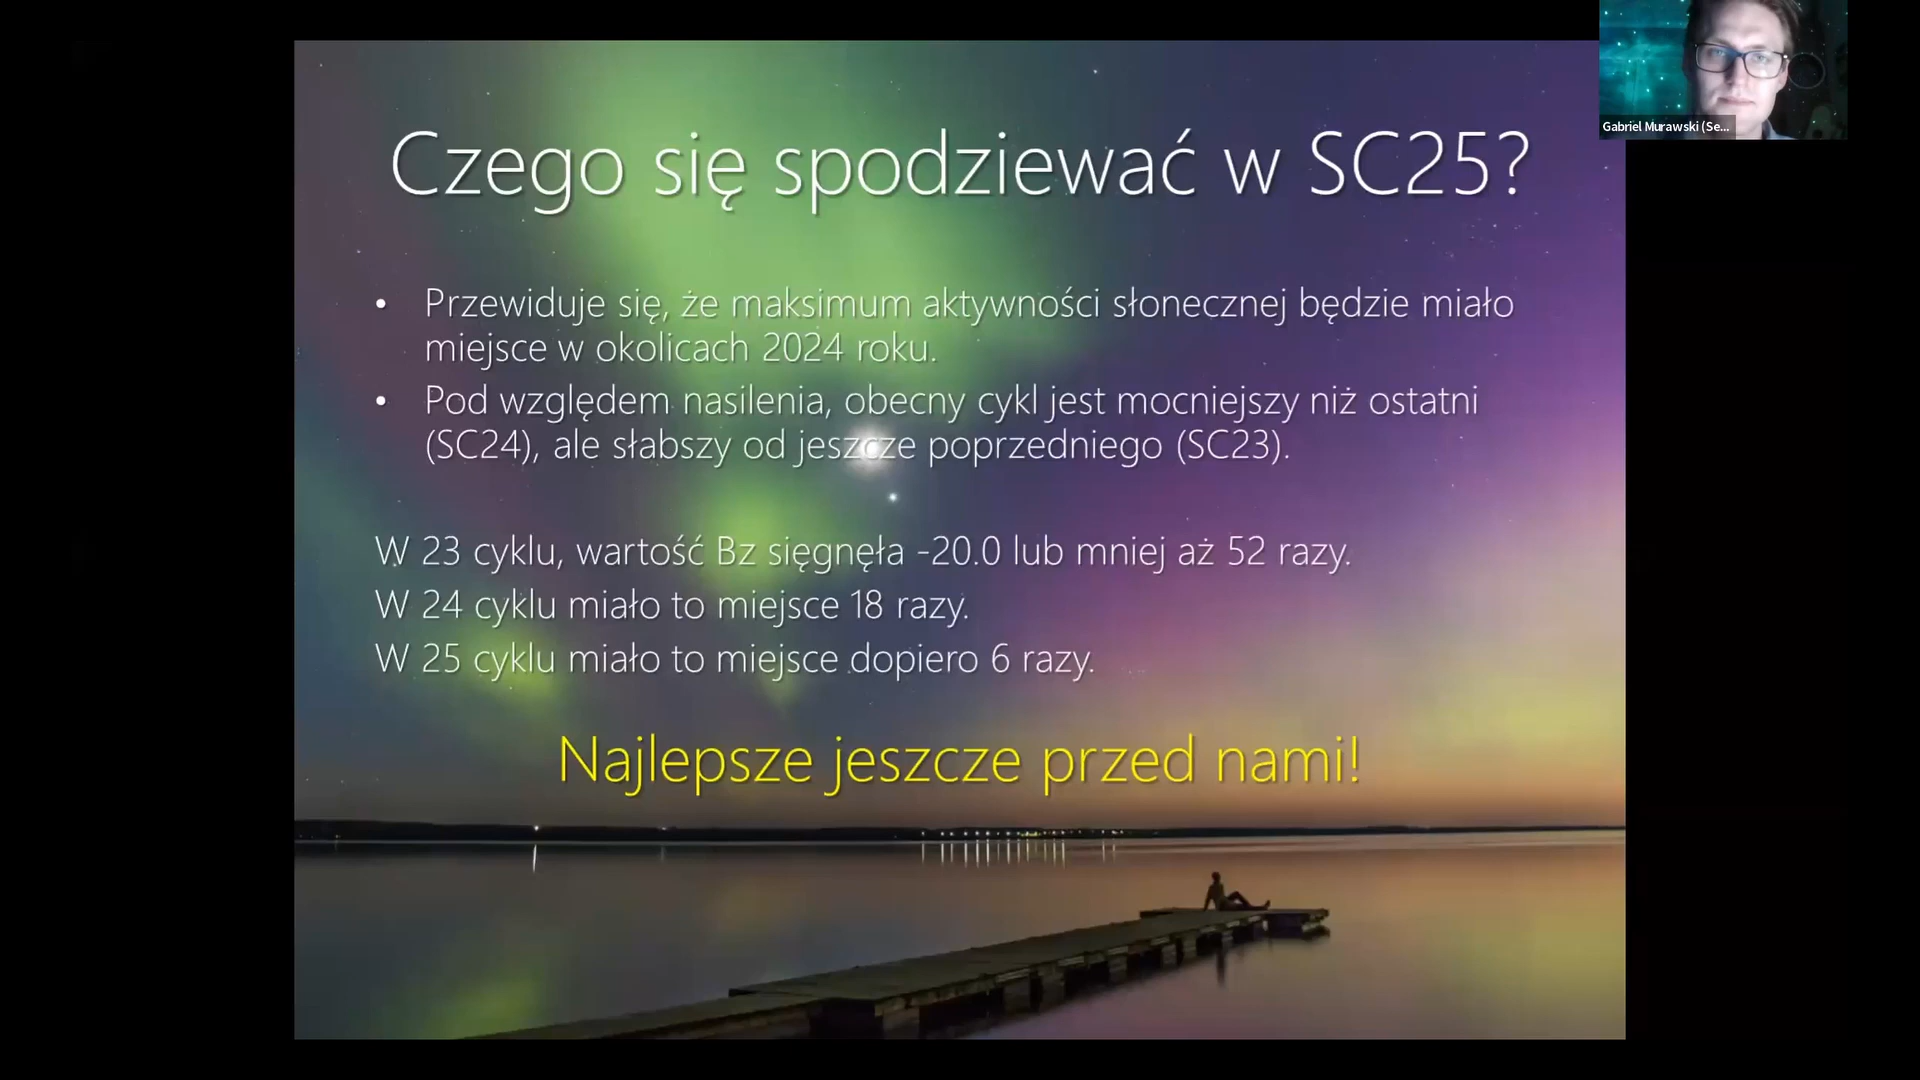 Czego się spodziewać w SC25?
• Przewiduje się, że maksimum aktywności słonecznej będzie miało
miejsce w okolicach 2024 roku.
• Pod względem nasilenia, obecny cykl jest mocniejszy niż ostatni
(SC24), ale słabszy od jeszcze poprzedniego (SC23).
W 23 cyklu, wartość Bz sięgnęła -20.0 lub mniej aż 52 razy.
W 24 cyklu miało to miejsce 18 razy.
W 25 cyklu miało to miejsce dopiero 6 razy.
Najlepsze jeszcze przed nami!
Gabriel Murawski (Se...